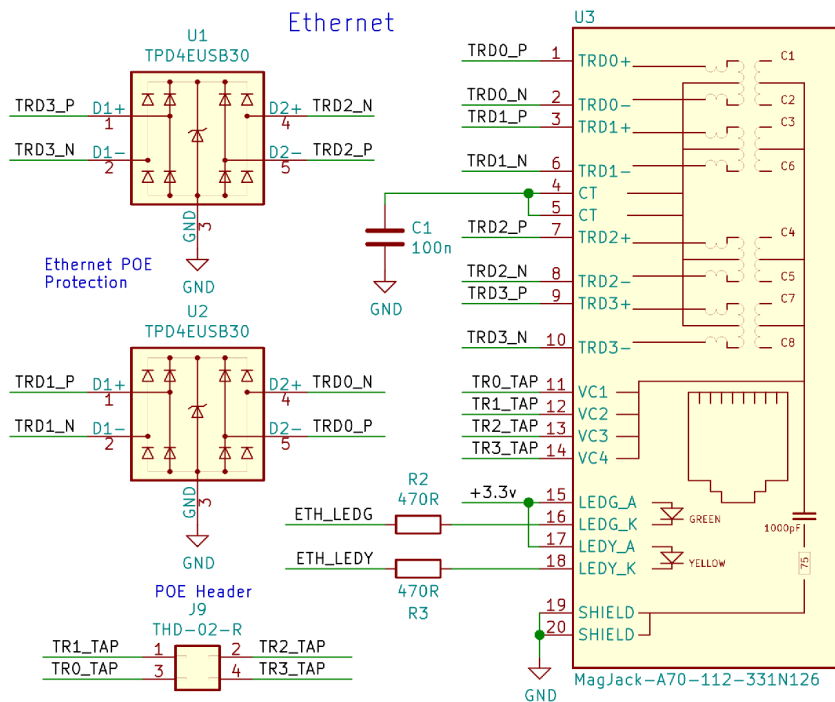 Ethernet
U1
TPD4EUSB30
TRD3_P
D1+
1
D2+
4
TRD2_N
TRD3_N
D1-
2
D2-
5
TRD2_P
GND
3
GND
Ethernet POE
Protection
U2
TPD4EUSB30
TRD1_P
D1+
1
D2+
4
TRD0_N
TRD1_N
D1-
2
D2-
5
TRD0_P
GND
3
GND
POE Header
J9
THD-02-R
TR1_TAP
1
2
TR2_TAP
TR0_TAP
3
4
TR3_TAP
C1
100n
GND
ETH_LEDG
R2
470R
ETH_LEDY
470R
R3
+3.3v
GND
U3
TRD0_P
1
TRD0+
TRD0_N
2
TRD0-
TRD1_P
3
TRD1+
TRD1_N
6
TRD1-
4
CT
5
CT
TRD2_P
7
TRD2+
TRD2_N
8
TRD2-
TRD3_P
9
TRD3+
TRD3_N
10
TRD3-
TR0_TAP
11
VC1
TR1_TAP
12
VC2
TR2_TAP
13
VC3
TR3_TAP
14
VC4
15
LEDG_A
16
LEDG_K
17
LEDY_A
18
LEDY_K
19
SHIELD
20
SHIELD
C1
C2
C3
C6
C4
C5
C7
C8
GREEN
YELLOW
1000pF
75
MagJack-A70-112-331N126